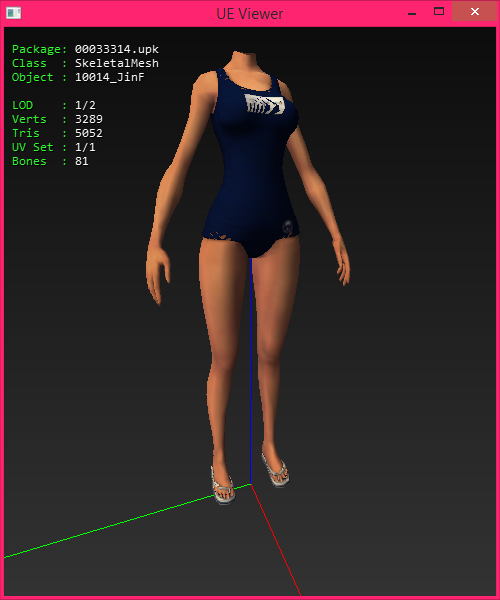 UE Viewer
Package: 00033314.upk
Class : SkeletalMesh
Object : 10014_JinF
LOD : 1/2
Verts : 3289
Tris : 5052
UV Set : 1/1
Bones : 81